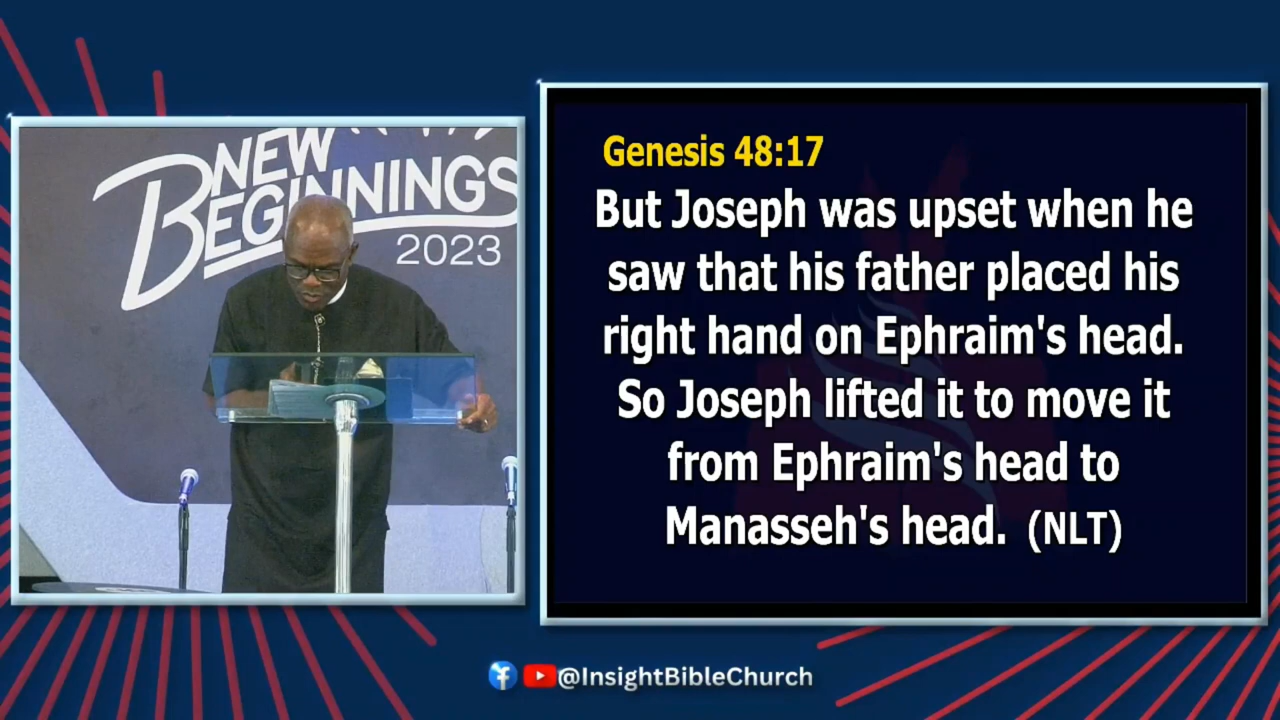 NEW
BEGINNINGS
2023
Genesis 48:17
But Joseph was upset when he
saw that his father placed his
right hand on Ephraim's head.
So Joseph lifted it to move it
from Ephraim's head to
Manasseh's head. (NLT)
@InsightBibleChurch